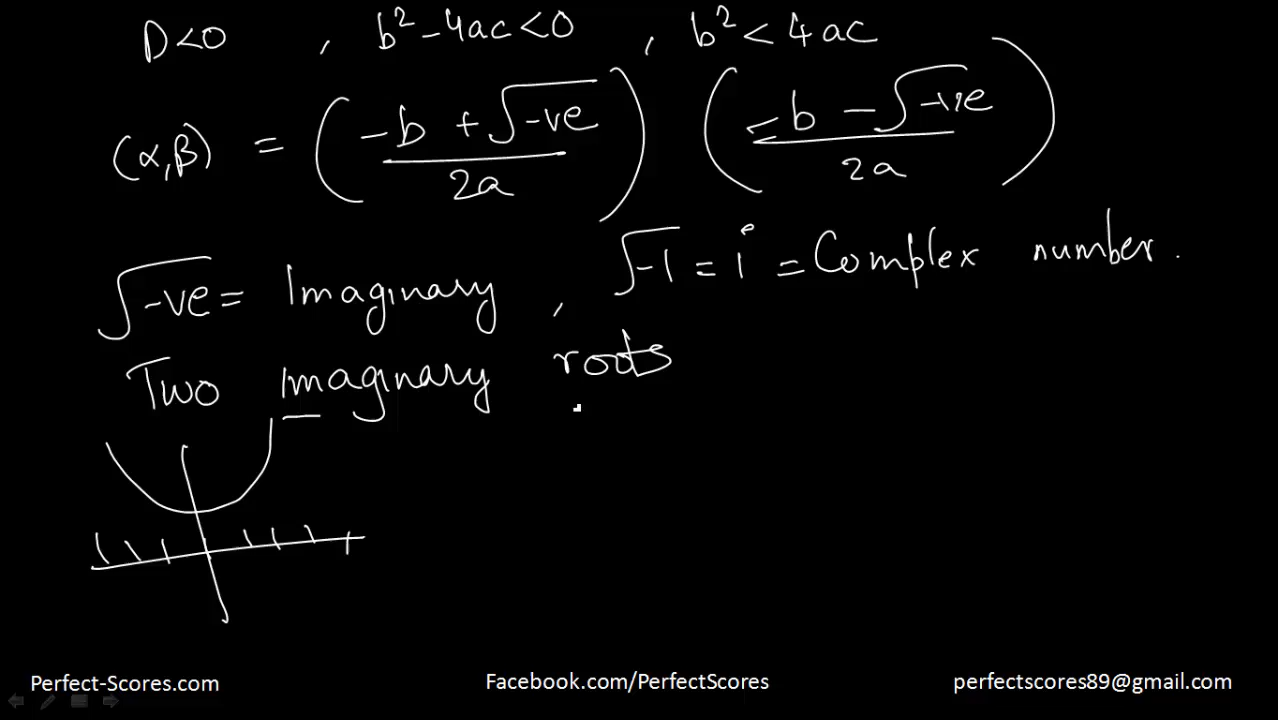 D<0 , b²-4ac<0 , b²<4ac
(α,β) = (-b+√-ve / 2a) (-b-√-ve / 2a)
√-ve = Imaginary , √-1 = i = Complex number.
Two imaginary roots
Perfect-Scores.com Facebook.com/PerfectScores perfectscores89@gmail.com